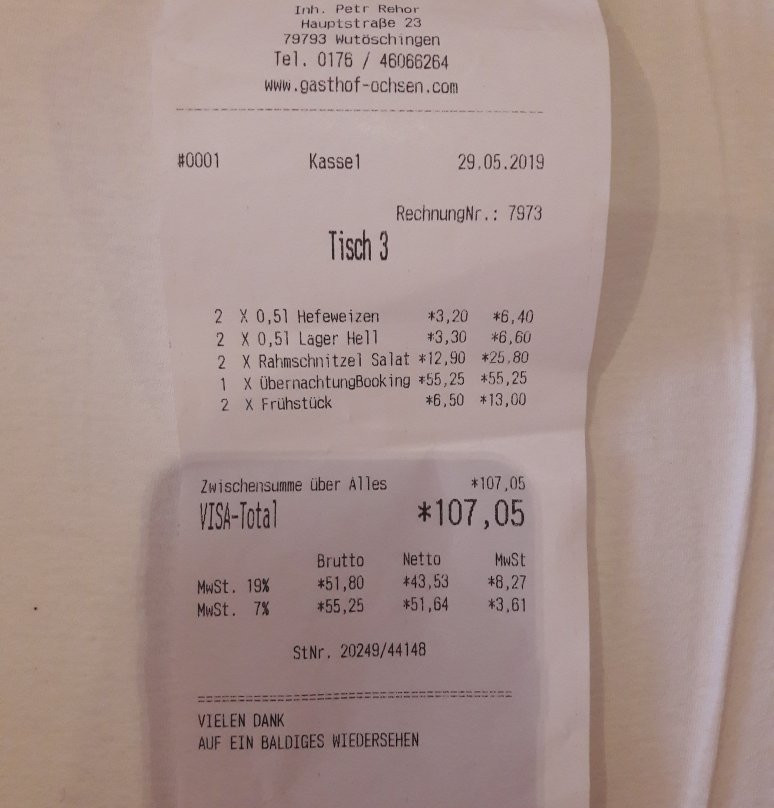 Inh. Petr Rehor
Hauptstraße 23
79793 Wutöschingen
Tel. 0176 / 46066264
www.gasthof-ochsen.com
#0001 Kasse1 29.05.2019
RechnungNr.: 7973
Tisch 3
2 X 0,5l Hefeweizen *3,20 *6,40
2 X 0,5l Lager Hell *3,30 *6,60
2 X Rahmschnitzel Salat *12,90 *25,80
1 X ÜbernachtungBooking *55,25 *55,25
2 X Frühstück *6,50 *13,00
Zwischensumme über Alles *107,05
VISA-Total *107,05
Brutto Netto MwSt
MwSt. 19% *51,80 *43,53 *8,27
MwSt. 7% *55,25 *51,64 *3,61
StNr. 20249/44148
VIELEN DANK
AUF EIN BALDIGES WIEDERSEHEN